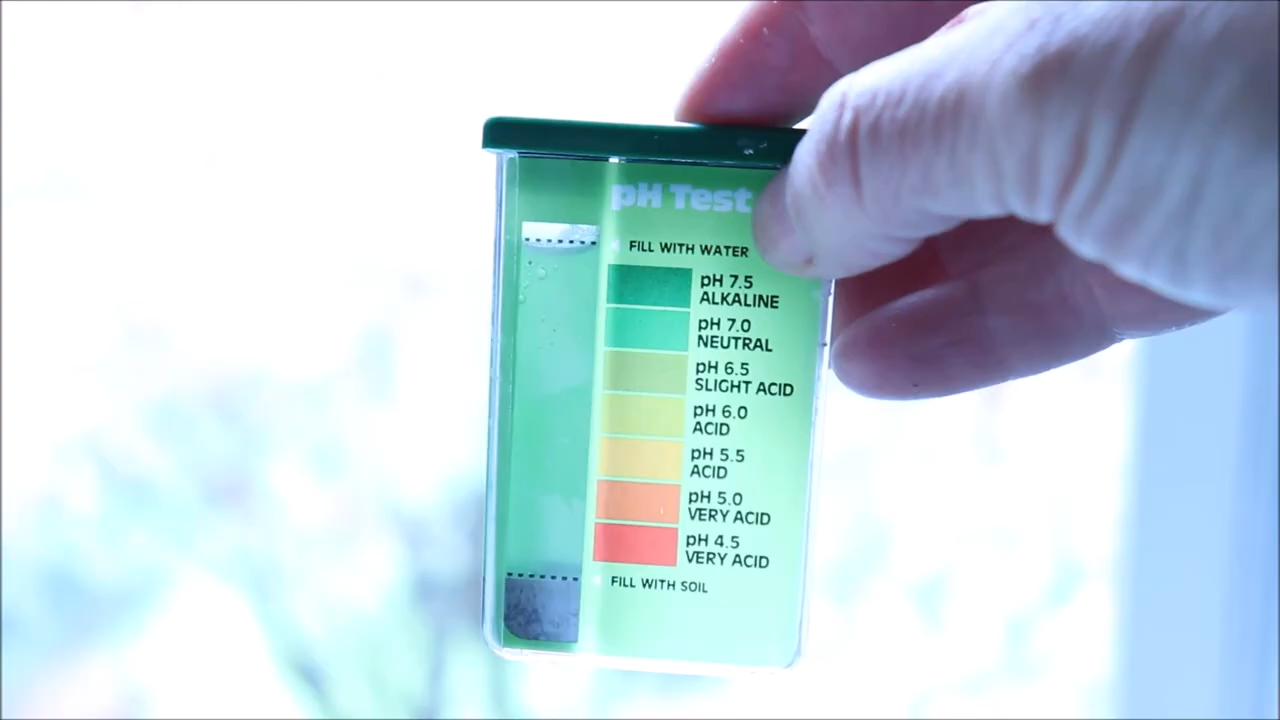 pH Test
FILL WITH WATER
pH 7.5
ALKALINE
pH 7.0
NEUTRAL
pH 6.5
SLIGHT ACID
pH 6.0
ACID
pH 5.5
ACID
pH 5.0
VERY ACID
pH 4.5
VERY ACID
FILL WITH SOIL